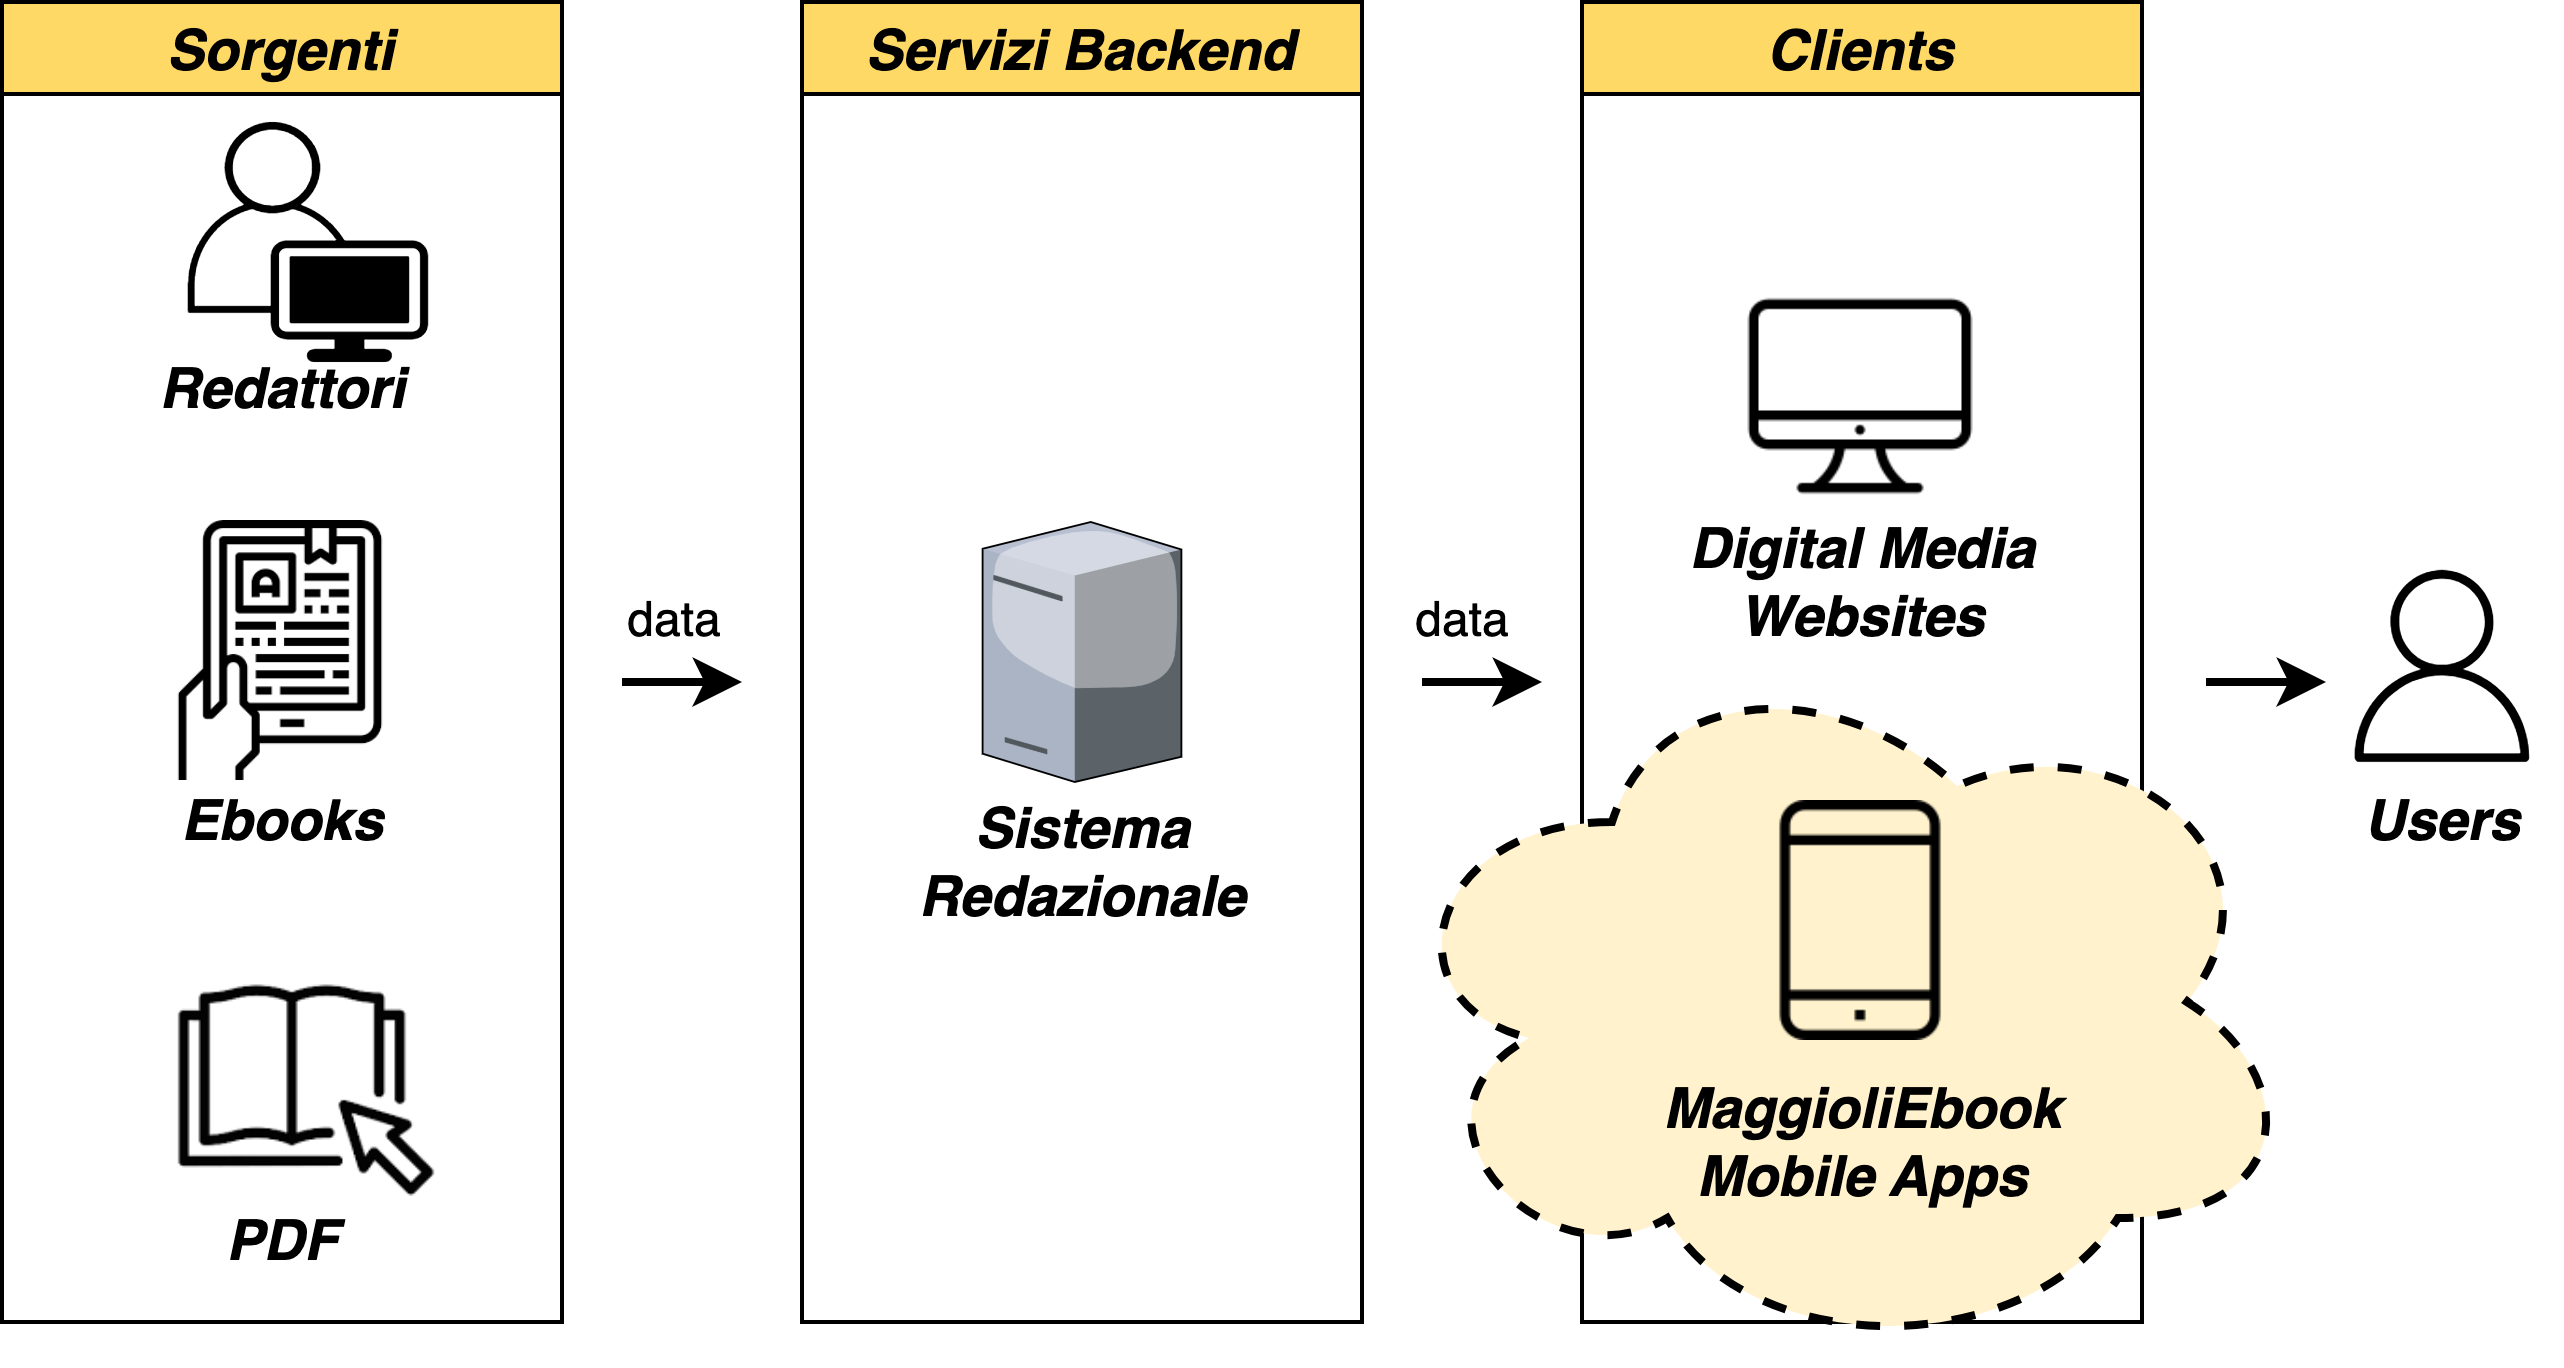 Sorgenti
Redattori
Ebooks
PDF
data
Servizi Backend
Sistema
Redazionale
data
Clients
Digital Media
Websites
MaggioliEbook
Mobile Apps
Users